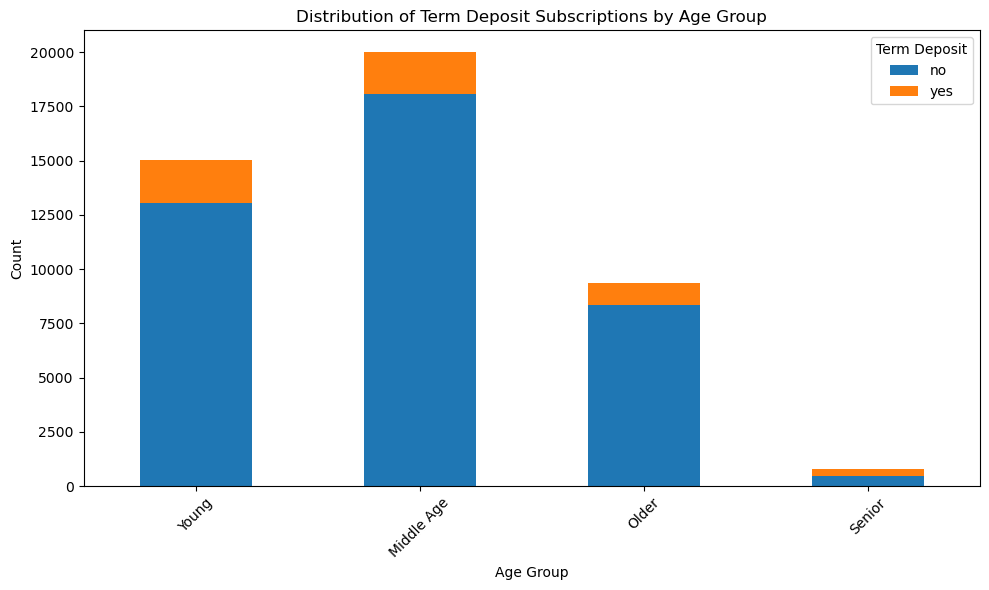 Distribution of Term Deposit Subscriptions by Age Group
Term Deposit
no
yes
20000
17500
15000
12500
10000
7500
5000
2500
0
Count
Young
Middle Age
Older
Senior
Age Group